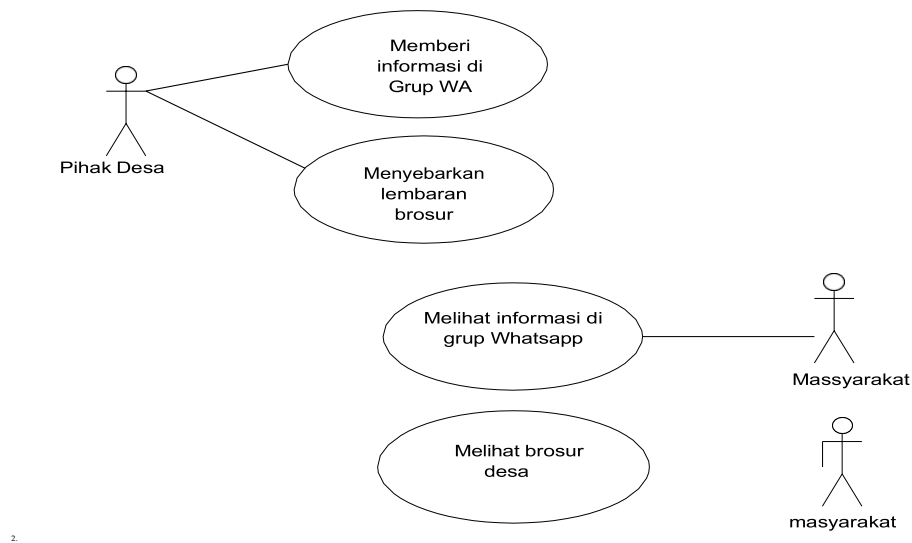 Memberi
informasi di
Grup WA
Pihak Desa
Menyebarkan
lembaran
brosur
Melihat informasi di
grup Whatsapp
Massyarakat
Melihat brosur
desa
masyarakat
2.